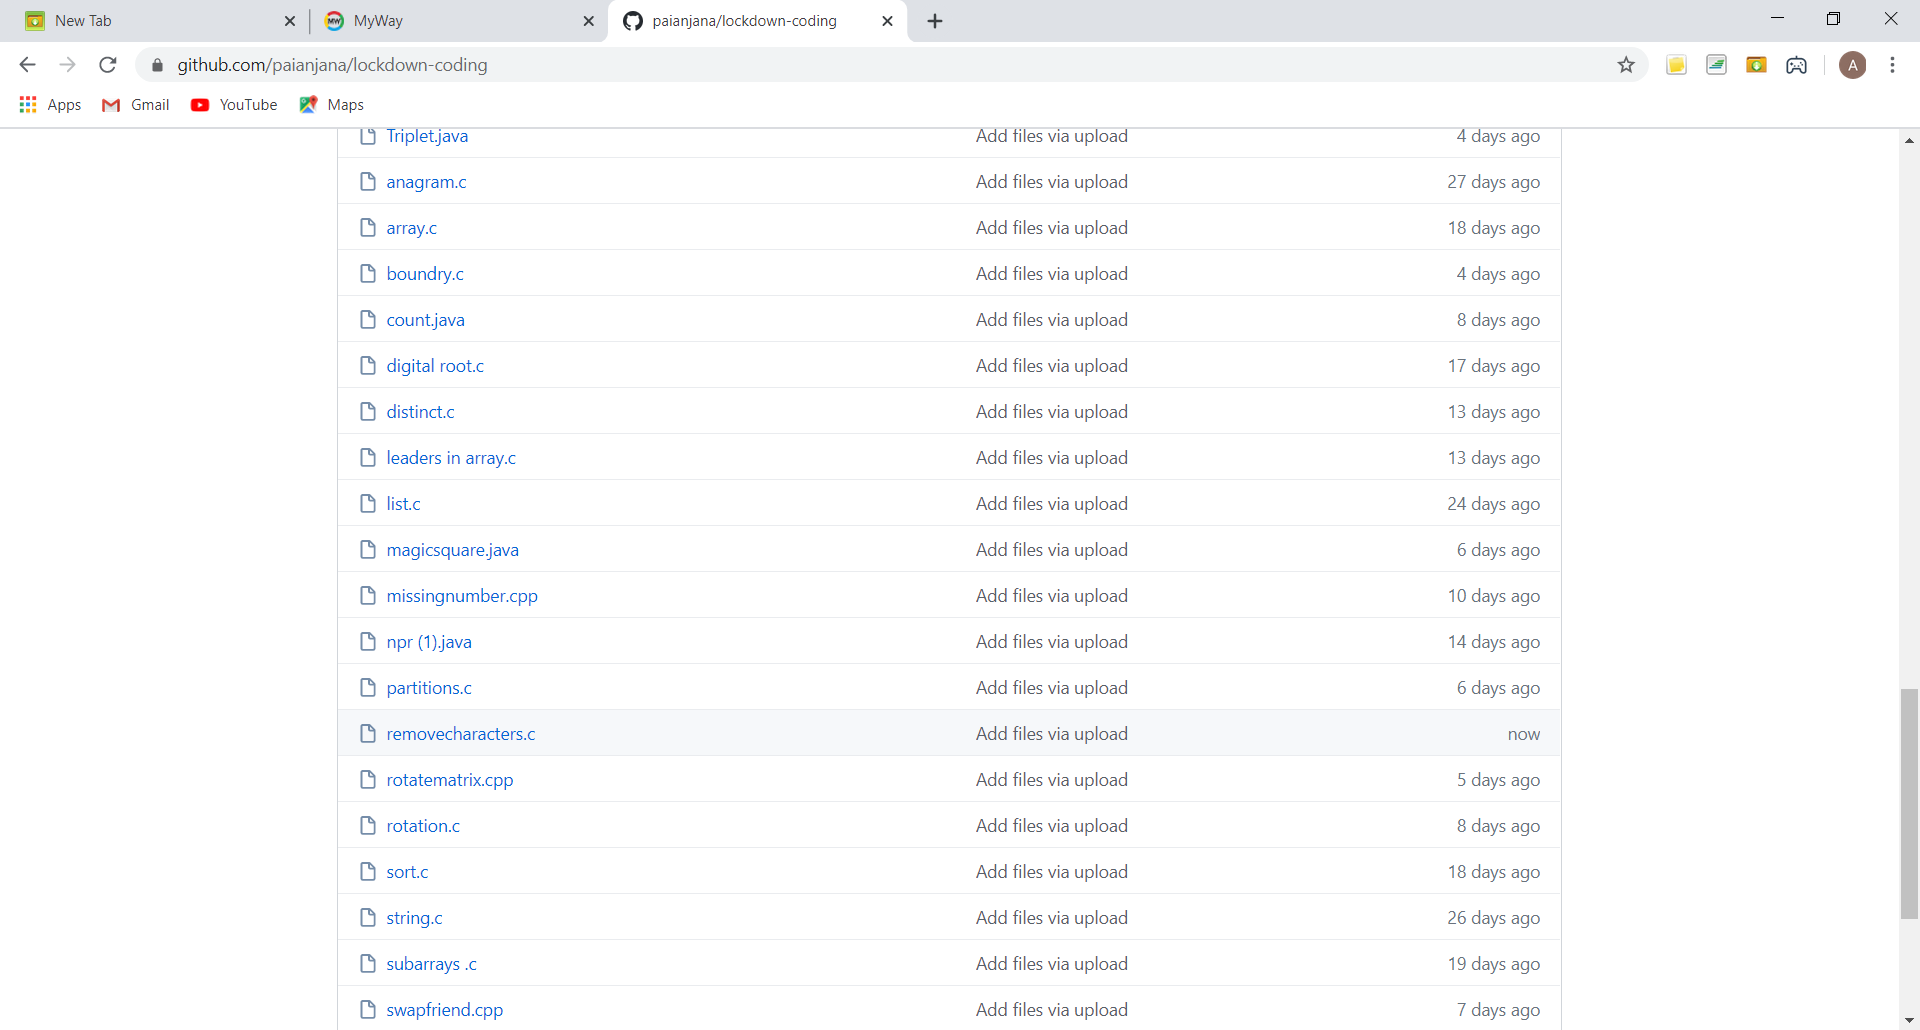 New Tab MyWay paianjana/lockdown-coding
github.com/paianjana/lockdown-coding A
Apps Gmail YouTube Maps
Triplet.java Add files via upload 4 days ago
anagram.c Add files via upload 27 days ago
array.c Add files via upload 18 days ago
boundry.c Add files via upload 4 days ago
count.java Add files via upload 8 days ago
digital root.c Add files via upload 17 days ago
distinct.c Add files via upload 13 days ago
leaders in array.c Add files via upload 13 days ago
list.c Add files via upload 24 days ago
magicsquare.java Add files via upload 6 days ago
missingnumber.cpp Add files via upload 10 days ago
npr (1).java Add files via upload 14 days ago
partitions.c Add files via upload 6 days ago
removecharacters.c Add files via upload now
rotatematrix.cpp Add files via upload 5 days ago
rotation.c Add files via upload 8 days ago
sort.c Add files via upload 18 days ago
string.c Add files via upload 26 days ago
subarrays .c Add files via upload 19 days ago
swapfriend.cpp Add files via upload 7 days ago